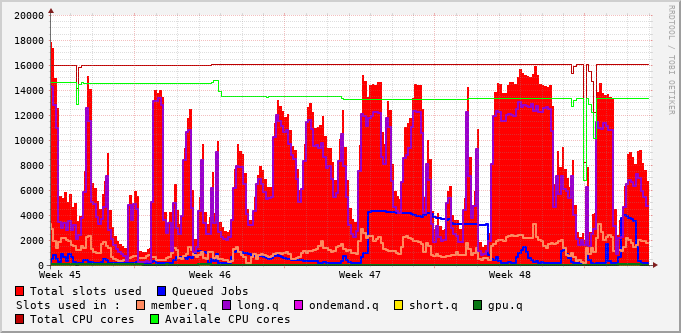 20000
18000
16000
14000
12000
10000
8000
6000
4000
2000
0
Week 45 Week 46 Week 47 Week 48
RRDTOOL / TOBI OETIKER
Total slots used Queued Jobs
Slots used in : member.q long.q ondemand.q short.q gpu.q
Total CPU cores Availale CPU cores